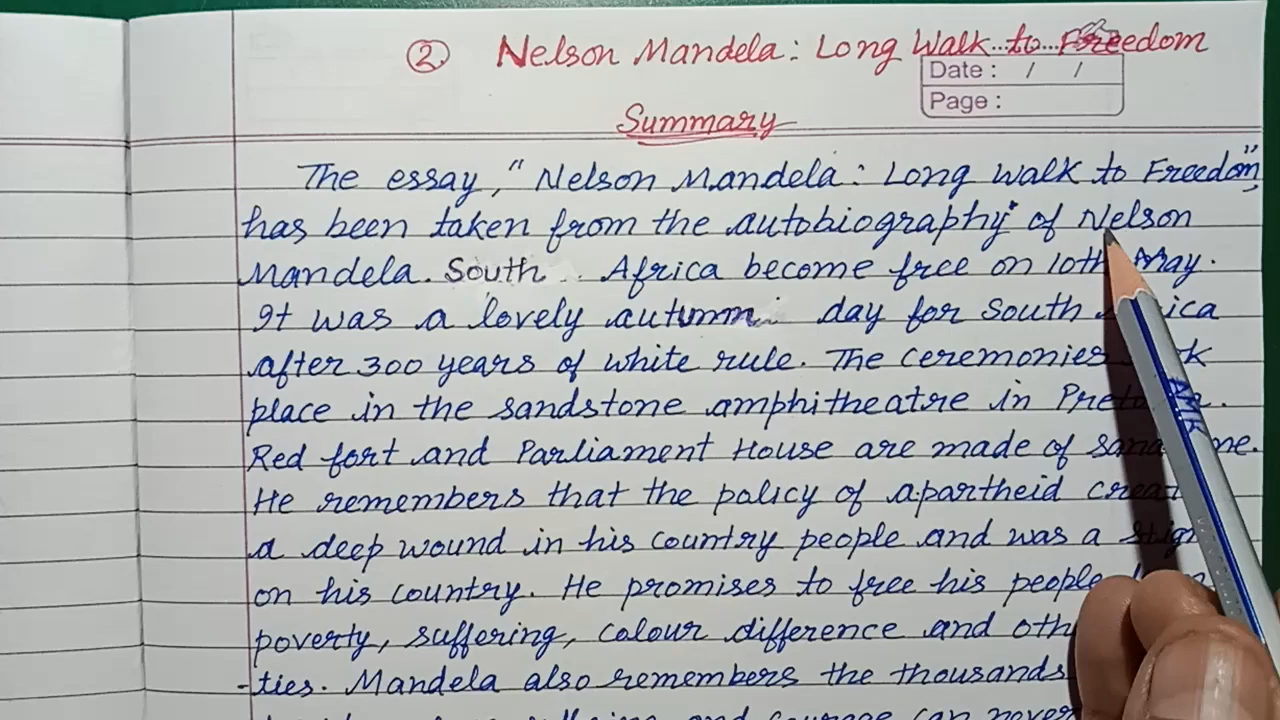 ② Nelson Mandela: Long Walk to Freedom
Date : / /
Page :
Summary
The essay, "Nelson Mandela: Long Walk to Freedom",
has been taken from the autobiography of Nelson
Mandela. South Africa become free on 10th May.
It was a lovely autumn day for South
after 300 years of white rule. The ceremonies
place in the sandstone amphitheatre in
Red fort and Parliament House are made of
He remembers that the policy of apartheid
a deep wound in his country people and was a
on his country. He promises to free his people
poverty, suffering, colour difference and
-ties. Mandela also remembers the thousands
and courage can never
AMK